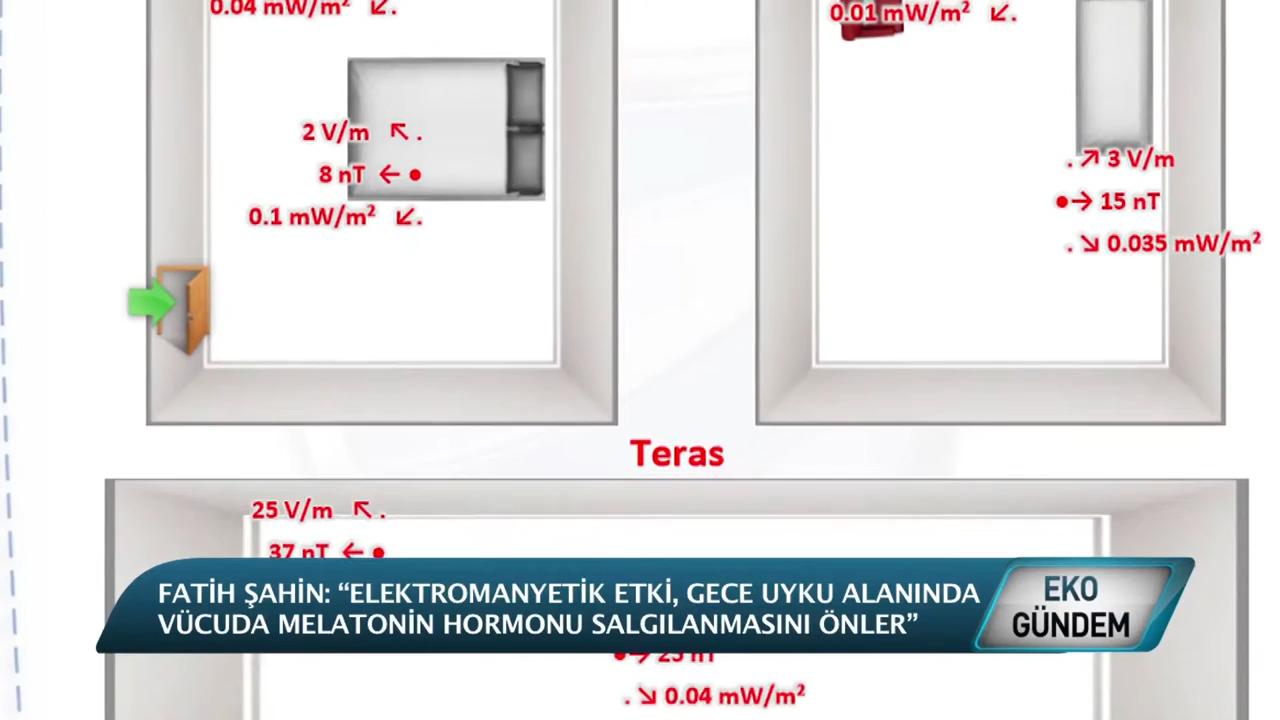 0.04 mW/m²
0.01 mW/m²
2 V/m
8 nT
0.1 mW/m²
3 V/m
15 nT
0.035 mW/m²
Teras
25 V/m
37 nT
FATİH ŞAHİN: “ELEKTROMANYETİK ETKİ, GECE UYKU ALANINDA
VÜCUDA MELATONİN HORMONU SALGILANMASINI ÖNLER”
EKO
GÜNDEM
25 nT
0.04 mW/m²